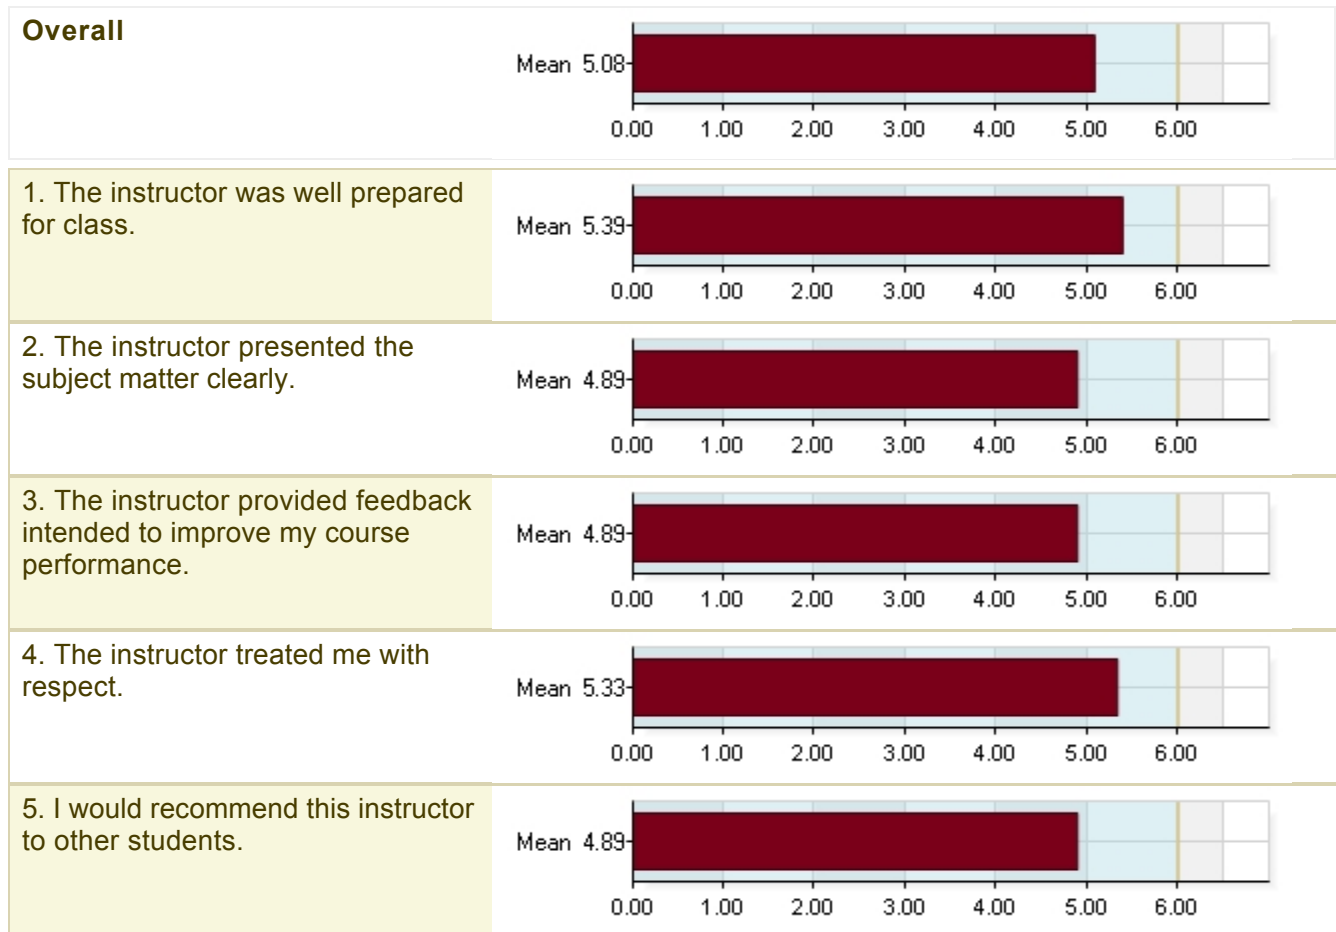 Overall
Mean 5.08
0.00 1.00 2.00 3.00 4.00 5.00 6.00
1. The instructor was well prepared
for class.
Mean 5.39
0.00 1.00 2.00 3.00 4.00 5.00 6.00
2. The instructor presented the
subject matter clearly.
Mean 4.89
0.00 1.00 2.00 3.00 4.00 5.00 6.00
3. The instructor provided feedback
intended to improve my course
performance.
Mean 4.89
0.00 1.00 2.00 3.00 4.00 5.00 6.00
4. The instructor treated me with
respect.
Mean 5.33
0.00 1.00 2.00 3.00 4.00 5.00 6.00
5. I would recommend this instructor
to other students.
Mean 4.89
0.00 1.00 2.00 3.00 4.00 5.00 6.00